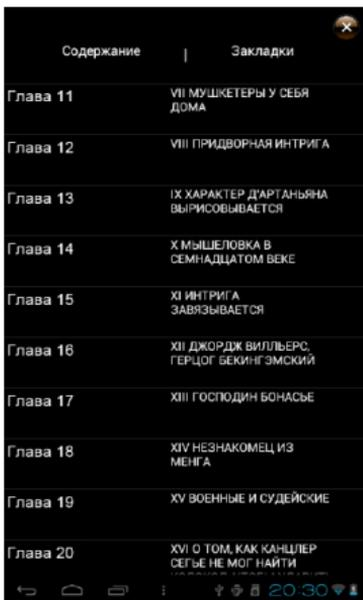 Содержание | Закладки
Глава 11 VII МУШКЕТЕРЫ У СЕБЯ
ДОМА
Глава 12 VIII ПРИДВОРНАЯ ИНТРИГА
Глава 13 IX ХАРАКТЕР Д'АРТАНЬЯНА
ВЫРИСОВЫВАЕТСЯ
Глава 14 X МЫШЕЛОВКА В
СЕМНАДЦАТОМ ВЕКЕ
Глава 15 XI ИНТРИГА
ЗАВЯЗЫВАЕТСЯ
Глава 16 XII ДЖОРДЖ ВИЛЛЬЕРС,
ГЕРЦОГ БЕКИНГЭМСКИЙ
Глава 17 XIII ГОСПОДИН БОНАСЬЕ
Глава 18 XIV НЕЗНАКОМЕЦ ИЗ
МЕНГА
Глава 19 XV ВОЕННЫЕ И СУДЕЙСКИЕ
Глава 20 XVI О ТОМ, КАК КАНЦЛЕР
СЕГЬЕ НЕ МОГ НАЙТИ
20:30